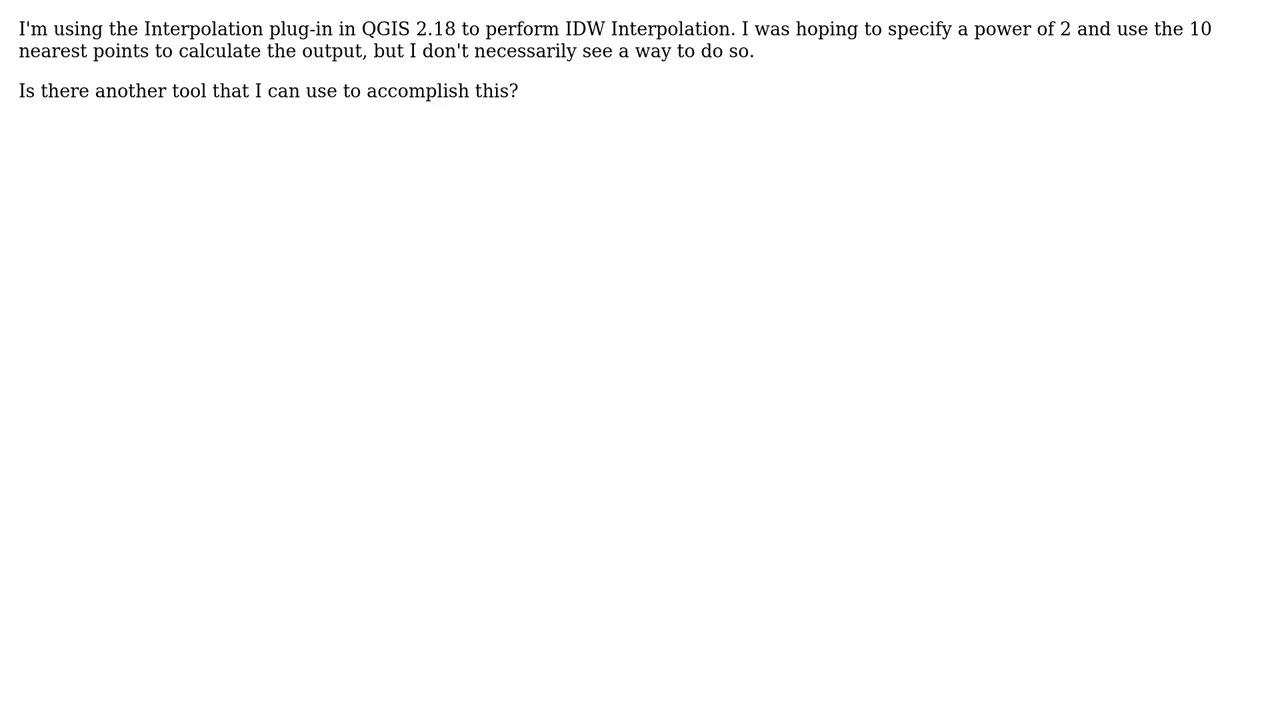 I'm using the Interpolation plug-in in QGIS 2.18 to perform IDW Interpolation. I was hoping to specify a power of 2 and use the 10
nearest points to calculate the output, but I don't necessarily see a way to do so.
Is there another tool that I can use to accomplish this?